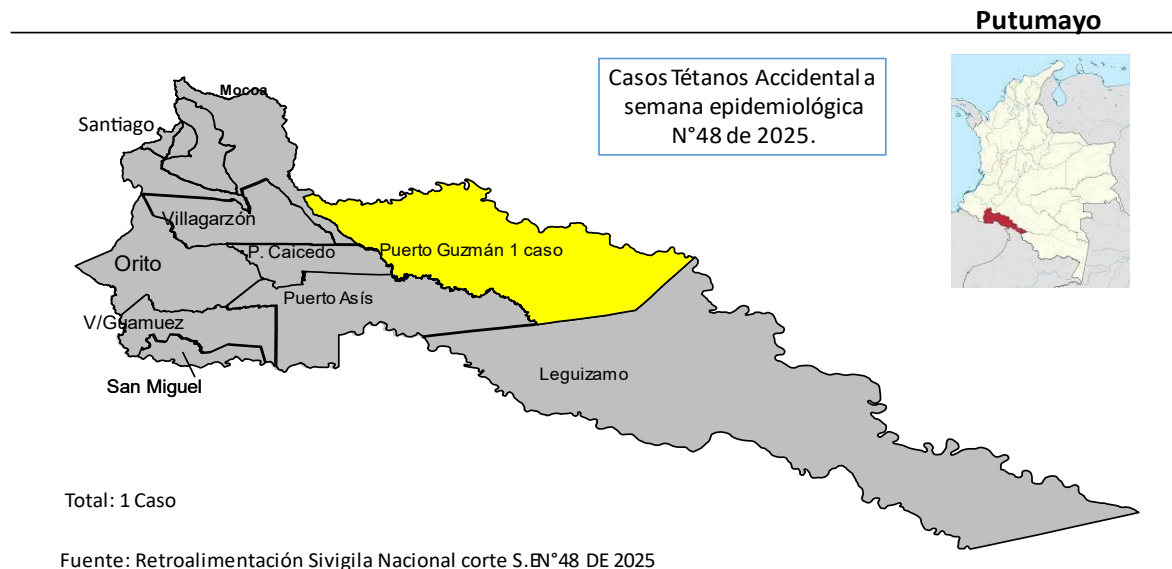 Putumayo
Casos Tétanos Accidental a
semana epidemiológica
N°48 de 2025.
Mocoa
Santiago
Villagarzón
P. Caicedo
Puerto Guzmán 1 caso
Orito
Puerto Asís
V/Guamuez
San Miguel
Leguizamo
Total: 1 Caso
Fuente: Retroalimentación Sivigila Nacional corte S.EN°48 DE 2025